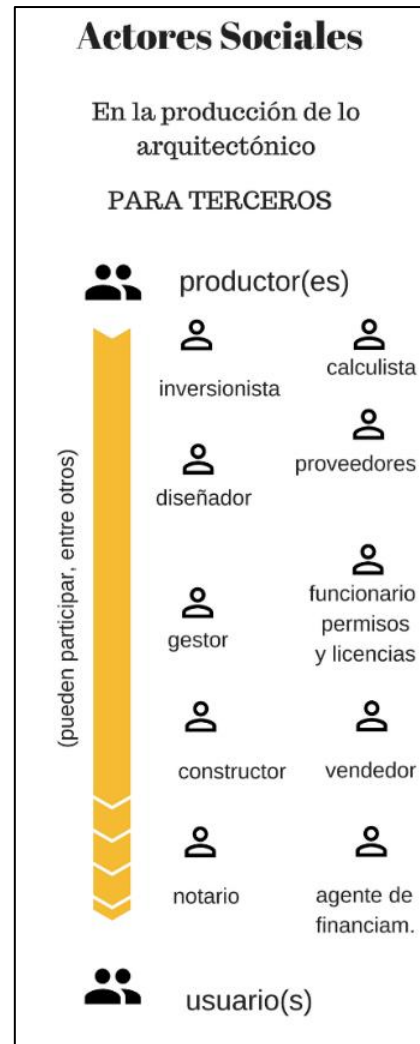 Actores Sociales
En la producción de lo
arquitectónico
PARA TERCEROS
productor(es)
(pueden participar, entre otros)
inversionista
calculista
diseñador
proveedores
gestor
funcionario
permisos
y licencias
constructor
vendedor
notario
agente de
financiam.
usuario(s)